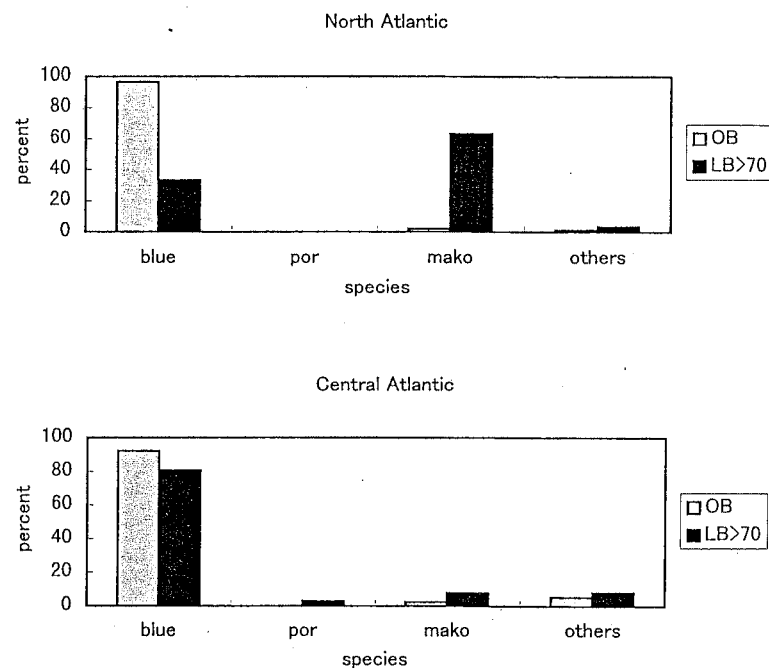 North Atlantic
100
80
60
40
20
0
percent
blue por mako others
species
OB
LB>70
Central Atlantic
100
80
60
40
20
0
percent
blue por mako others
species
OB
LB>70